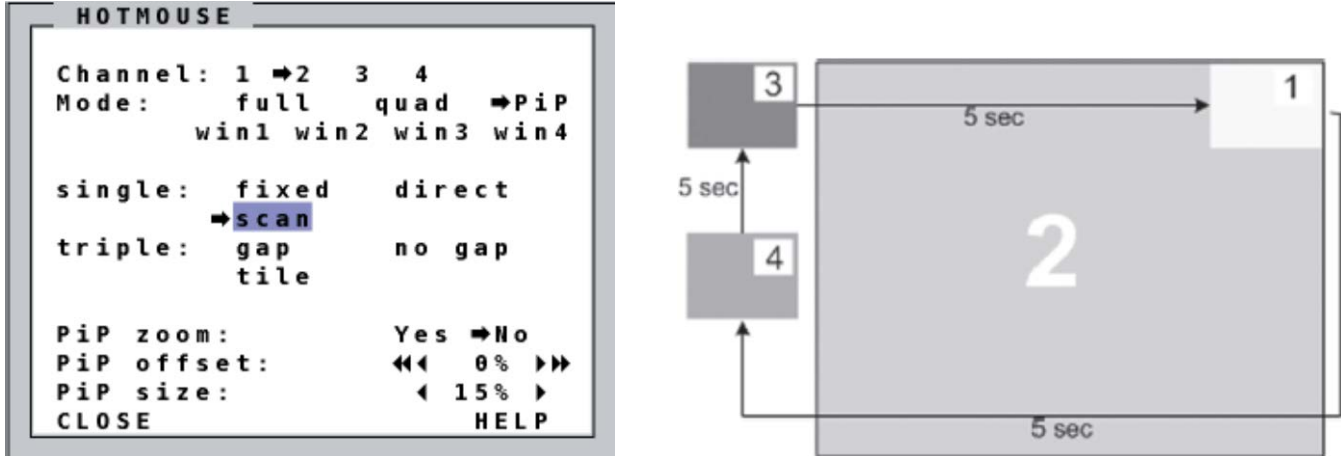 HOTMOUSE
Channel: 1 ➡2 3 4
Mode: full quad ➡PiP
win1 win2 win3 win4
single: fixed direct
➡scan
triple: gap no gap
tile
PiP zoom: Yes ➡No
PiP offset: 0%
PiP size: 15%
CLOSE HELP
3
1
5 sec
5 sec
2
4
5 sec